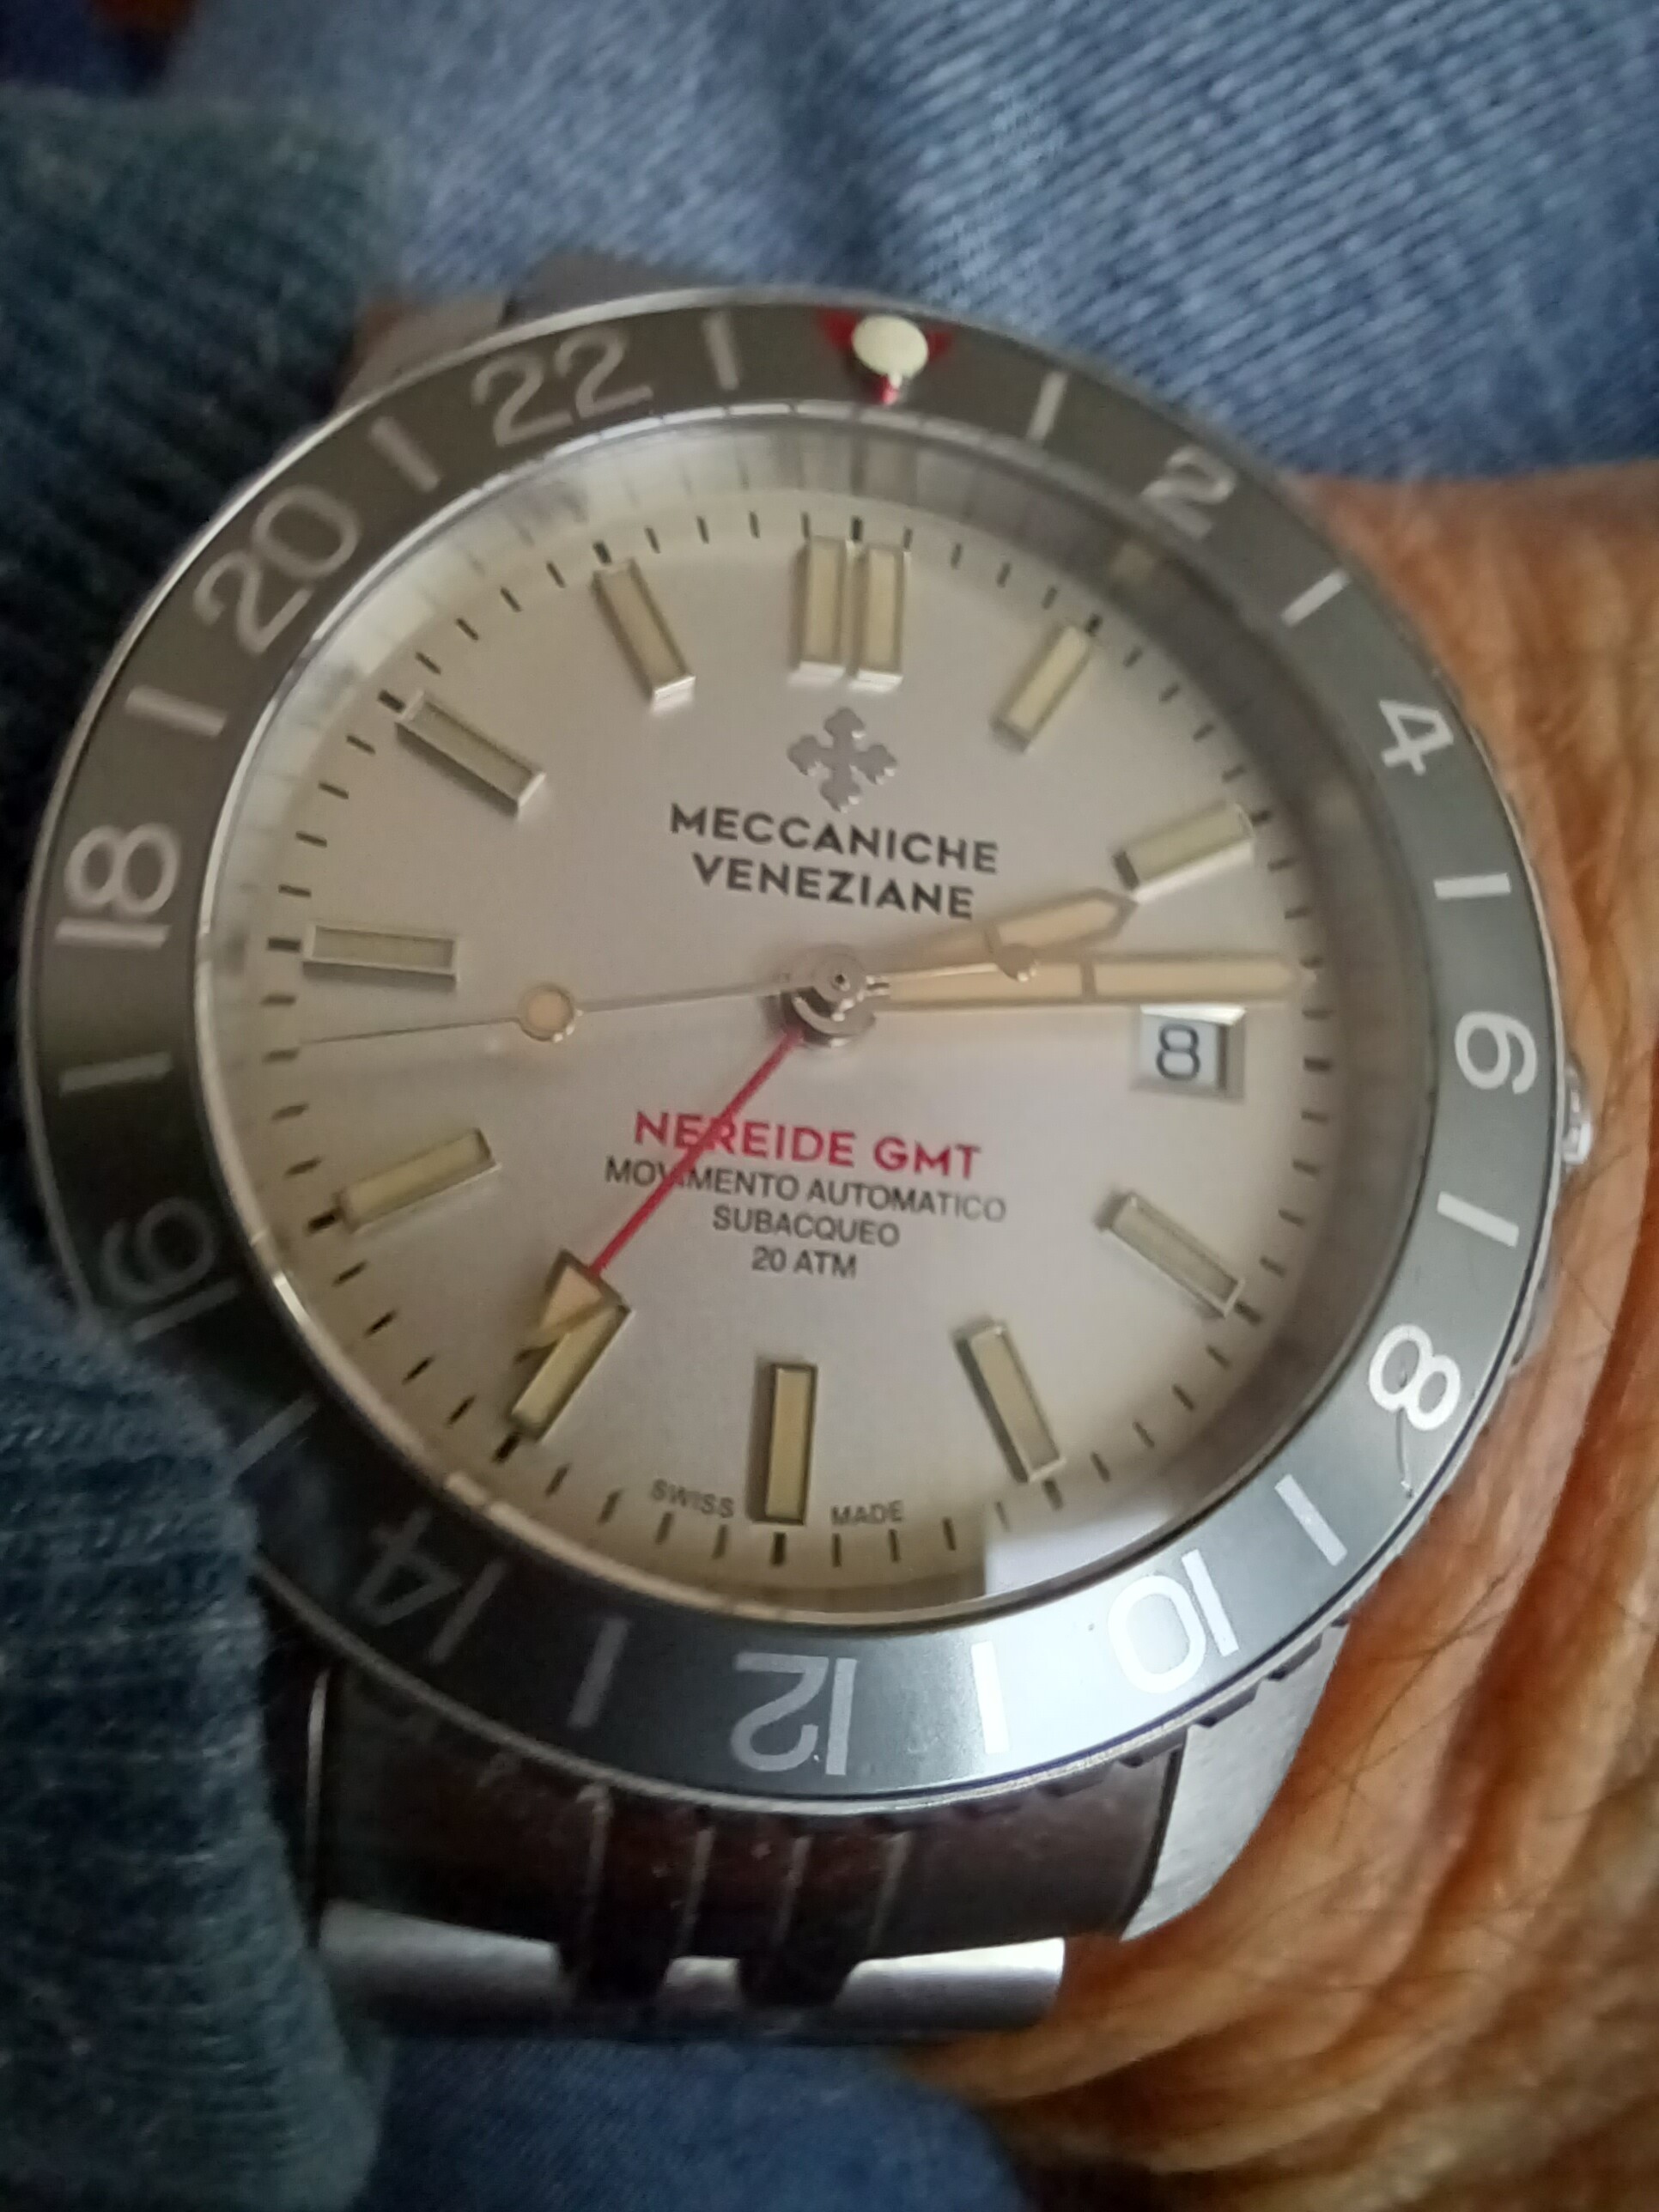 22
2
20
4
18
MECCANICHE
VENEZIANE
8
6
NEREIDE GMT
MOVIMENTO AUTOMATICO
SUBACQUEO
20 ATM
16
8
SWISS MADE
14
10
12